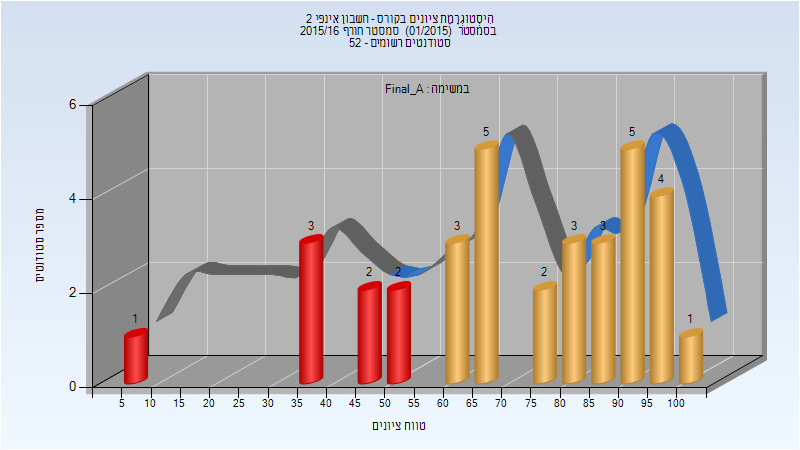 היסטוגרמת ציונים בקורס - חשבון אינפי 2
בסמסטר (01/2015) סמסטר חורף 2015/16
סטודנטים רשומים - 52
במשימה : Final_A
מספר סטודנטים
6
4
2
0
1
3
2
2
3
5
2
3
3
5
4
1
5 10 15 20 25 30 35 40 45 50 55 60 65 70 75 80 85 90 95 100
טווח ציונים